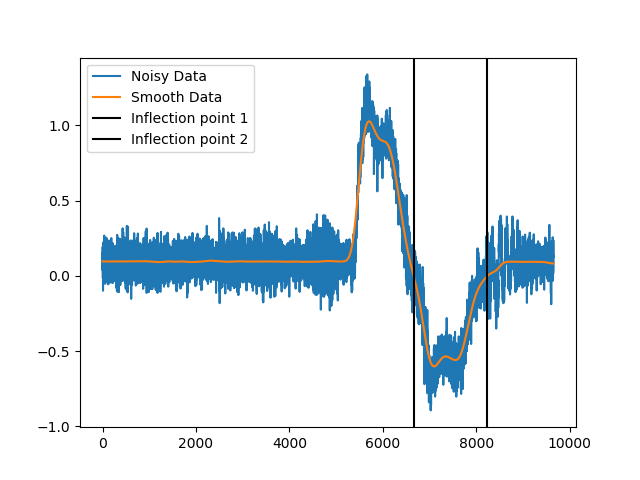 Noisy Data
Smooth Data
Inflection point 1
Inflection point 2
1.0
0.5
0.0
−0.5
−1.0
0 2000 4000 6000 8000 10000